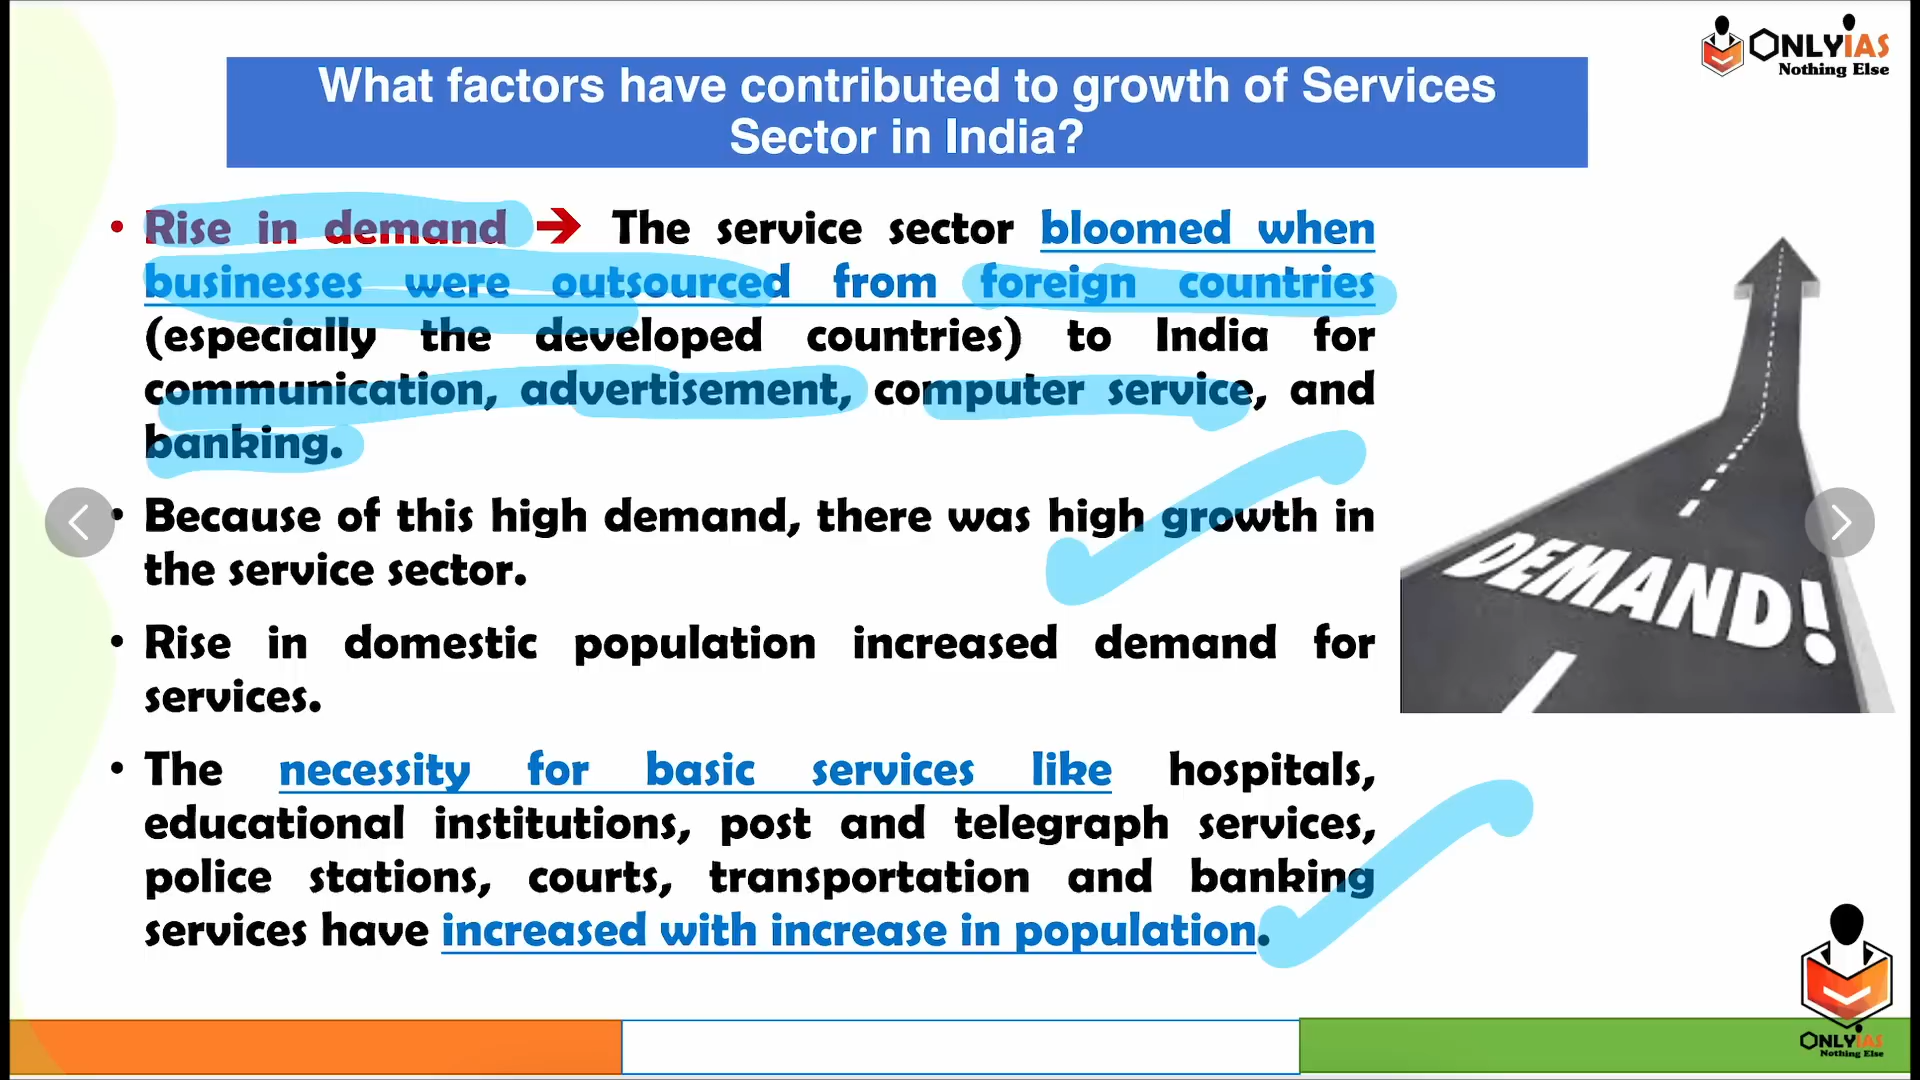 ONLYIAS
Nothing Else
What factors have contributed to growth of Services
Sector in India?
• Rise in demand ➔ The service sector bloomed when
businesses were outsourced from foreign countries
(especially the developed countries) to India for
communication, advertisement, computer service, and
banking.
• Because of this high demand, there was high growth in
the service sector.
• Rise in domestic population increased demand for
services.
• The necessity for basic services like hospitals,
educational institutions, post and telegraph services,
police stations, courts, transportation and banking
services have increased with increase in population.
DEMAND!
ONLYIAS
Nothing Else